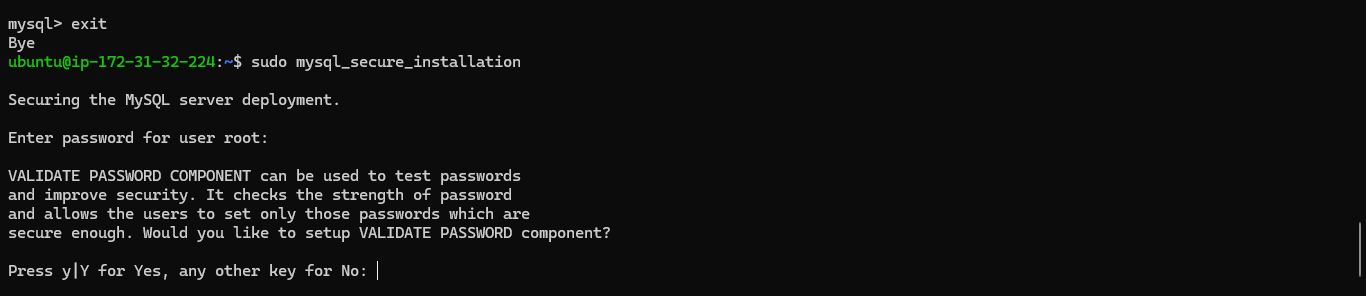 mysql> exit
Bye
ubuntu@ip-172-31-32-224:~$ sudo mysql_secure_installation
Securing the MySQL server deployment.
Enter password for user root:
VALIDATE PASSWORD COMPONENT can be used to test passwords
and improve security. It checks the strength of password
and allows the users to set only those passwords which are
secure enough. Would you like to setup VALIDATE PASSWORD component?
Press y|Y for Yes, any other key for No: